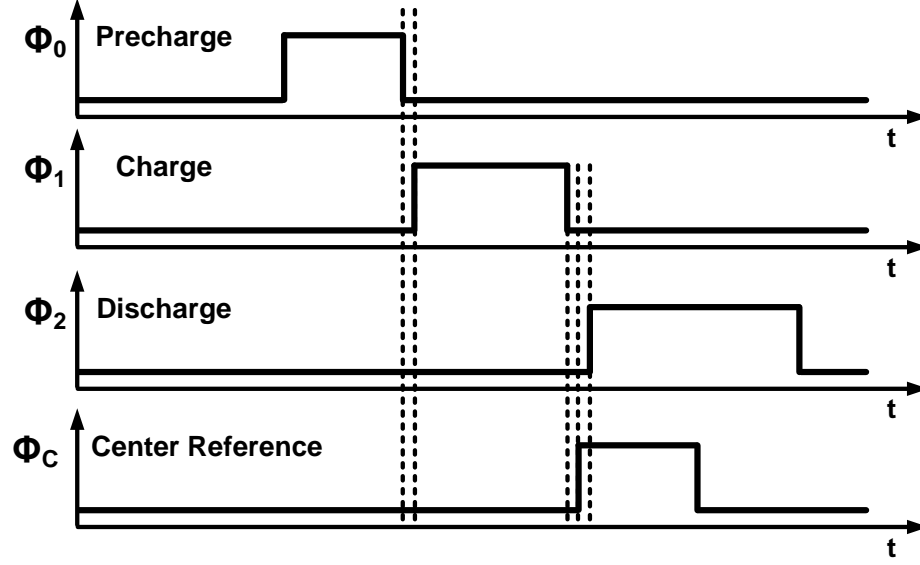 Φ0 Precharge
t
Φ1 Charge
t
Φ2 Discharge
t
ΦC Center Reference
t